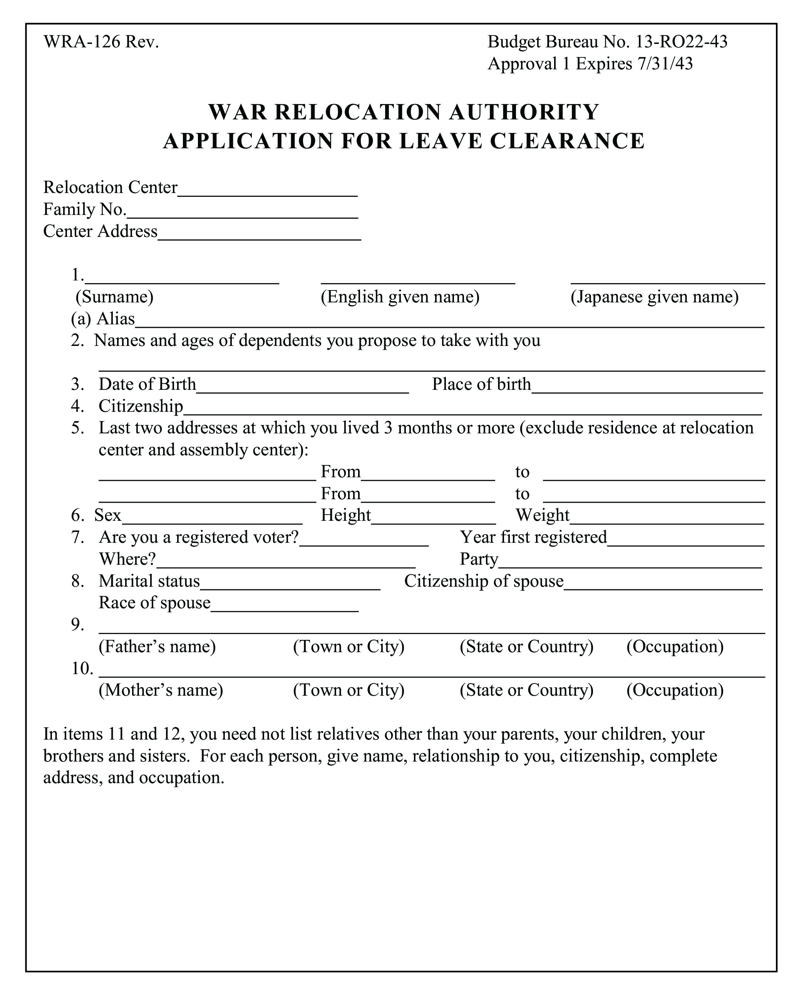 WRA-126 Rev. Budget Bureau No. 13-RO22-43
Approval 1 Expires 7/31/43
WAR RELOCATION AUTHORITY
APPLICATION FOR LEAVE CLEARANCE
Relocation Center
Family No.
Center Address
1.
(Surname) (English given name) (Japanese given name)
(a) Alias
2. Names and ages of dependents you propose to take with you
3. Date of Birth Place of birth
4. Citizenship
5. Last two addresses at which you lived 3 months or more (exclude residence at relocation
center and assembly center):
From to
From to
6. Sex Height Weight
7. Are you a registered voter? Year first registered
Where? Party
8. Marital status Citizenship of spouse
Race of spouse
9.
(Father’s name) (Town or City) (State or Country) (Occupation)
10.
(Mother’s name) (Town or City) (State or Country) (Occupation)
In items 11 and 12, you need not list relatives other than your parents, your children, your
brothers and sisters. For each person, give name, relationship to you, citizenship, complete
address, and occupation.